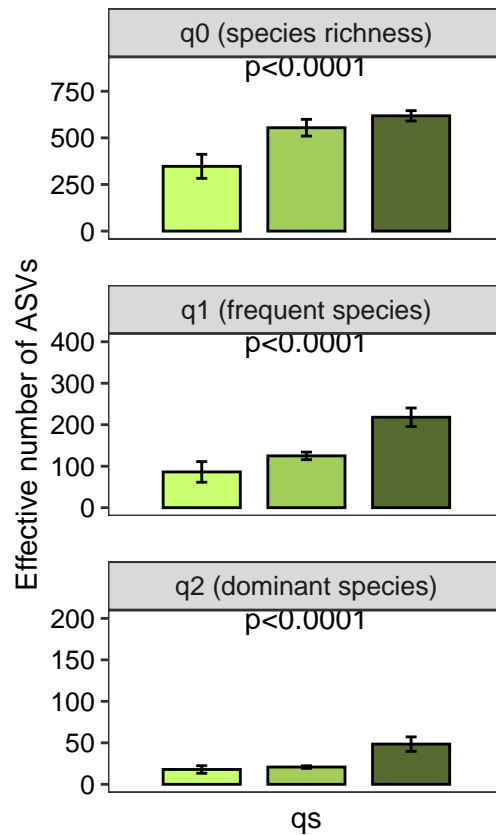 q0 (species richness)
p<0.0001
750
500
250
0
Effective number of ASVs
q1 (frequent species)
p<0.0001
400
300
200
100
0
q2 (dominant species)
p<0.0001
200
150
100
50
0
qs